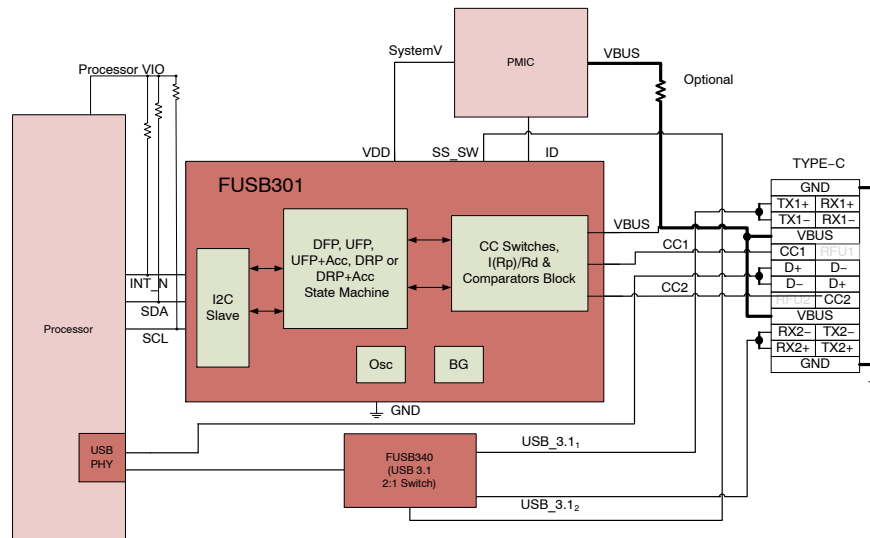 SystemV
PMIC
VBUS
Optional
Processor VIO
VDD
SS_SW
ID
TYPE−C
FUSB301
GND
TX1+ RX1+
TX1− RX1−
VBUS
CC1 RFU1
D+ D−
D− D+
RFU2 CC2
VBUS
RX2− TX2−
RX2+ TX2+
GND
VBUS
CC1
CC2
DFP, UFP,
UFP+Acc, DRP or
DRP+Acc
State Machine
CC Switches,
I(Rp)/Rd &
Comparators Block
I2C
Slave
INT_N
SDA
SCL
Processor
Osc
BG
GND
USB
PHY
FUSB340
(USB 3.1
2:1 Switch)
USB_3.1₁
USB_3.1₂